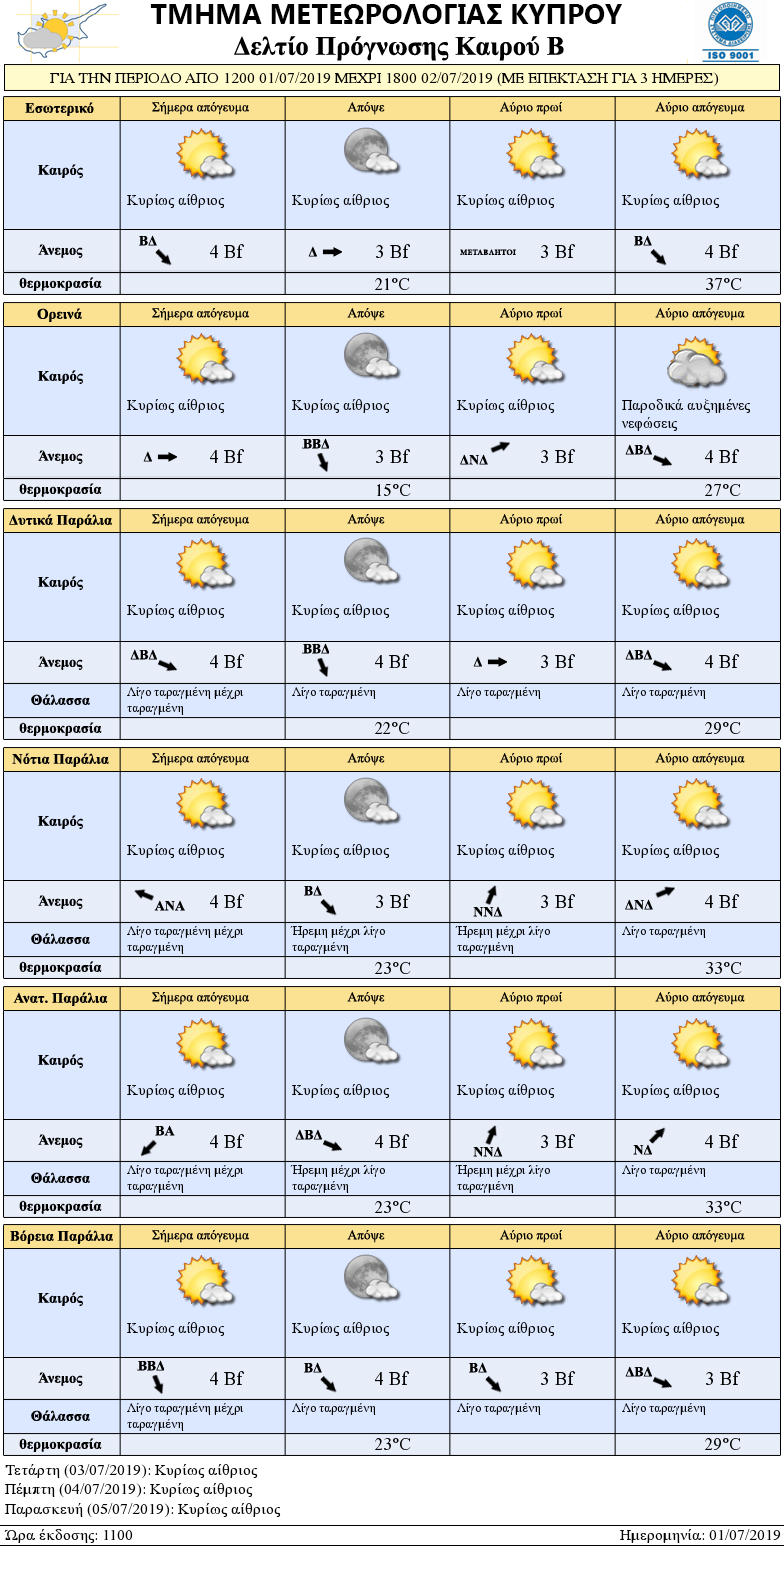 ΤΜΗΜΑ ΜΕΤΕΩΡΟΛΟΓΙΑΣ ΚΥΠΡΟΥ
Δελτίο Πρόγνωσης Καιρού Β
ISO 9001
ΓΙΑ ΤΗΝ ΠΕΡΙΟΔΟ ΑΠΟ 1200 01/07/2019 ΜΕΧΡΙ 1800 02/07/2019 (ΜΕ ΕΠΕΚΤΑΣΗ ΓΙΑ 3 ΗΜΕΡΕΣ)
Εσωτερικό Σήμερα απόγευμα Απόψε Αύριο πρωί Αύριο απόγευμα
Καιρός
Κυρίως αίθριος Κυρίως αίθριος Κυρίως αίθριος Κυρίως αίθριος
Άνεμος ΒΔ 4 Bf Δ 3 Bf ΜΕΤΑΒΛΗΤΟΙ 3 Bf ΒΔ 4 Bf
θερμοκρασία 21°C 37°C
Ορεινά Σήμερα απόγευμα Απόψε Αύριο πρωί Αύριο απόγευμα
Καιρός
Κυρίως αίθριος Κυρίως αίθριος Κυρίως αίθριος Παροδικά αυξημένες
νεφώσεις
Άνεμος Δ 4 Bf ΒΒΔ 3 Bf ΔΝΔ 3 Bf ΔΒΔ 4 Bf
θερμοκρασία 15°C 27°C
Δυτικά Παράλια Σήμερα απόγευμα Απόψε Αύριο πρωί Αύριο απόγευμα
Καιρός
Κυρίως αίθριος Κυρίως αίθριος Κυρίως αίθριος Κυρίως αίθριος
Άνεμος ΔΒΔ 4 Bf ΒΒΔ 4 Bf Δ 3 Bf ΔΒΔ 4 Bf
Θάλασσα Λίγο ταραγμένη μέχρι Λίγο ταραγμένη Λίγο ταραγμένη Λίγο ταραγμένη
ταραγμένη
θερμοκρασία 22°C 29°C
Νότια Παράλια Σήμερα απόγευμα Απόψε Αύριο πρωί Αύριο απόγευμα
Καιρός
Κυρίως αίθριος Κυρίως αίθριος Κυρίως αίθριος Κυρίως αίθριος
Άνεμος ΑΝΑ 4 Bf ΒΔ 3 Bf ΝΝΔ 3 Bf ΔΝΔ 4 Bf
Θάλασσα Λίγο ταραγμένη μέχρι Ήρεμη μέχρι λίγο Ήρεμη μέχρι λίγο Λίγο ταραγμένη
ταραγμένη ταραγμένη ταραγμένη
θερμοκρασία 23°C 33°C
Ανατ. Παράλια Σήμερα απόγευμα Απόψε Αύριο πρωί Αύριο απόγευμα
Καιρός
Κυρίως αίθριος Κυρίως αίθριος Κυρίως αίθριος Κυρίως αίθριος
Άνεμος ΒΑ 4 Bf ΔΒΔ 4 Bf ΝΝΔ 3 Bf ΝΔ 4 Bf
Θάλασσα Λίγο ταραγμένη μέχρι Ήρεμη μέχρι λίγο Ήρεμη μέχρι λίγο Λίγο ταραγμένη
ταραγμένη ταραγμένη ταραγμένη
θερμοκρασία 23°C 33°C
Βόρεια Παράλια Σήμερα απόγευμα Απόψε Αύριο πρωί Αύριο απόγευμα
Καιρός
Κυρίως αίθριος Κυρίως αίθριος Κυρίως αίθριος Κυρίως αίθριος
Άνεμος ΒΒΔ 4 Bf ΒΔ 4 Bf ΒΔ 3 Bf ΔΒΔ 3 Bf
Θάλασσα Λίγο ταραγμένη μέχρι Λίγο ταραγμένη Λίγο ταραγμένη
ταραγμένη
θερμοκρασία 23°C 29°C
Τετάρτη (03/07/2019): Κυρίως αίθριος
Πέμπτη (04/07/2019): Κυρίως αίθριος
Παρασκευή (05/07/2019): Κυρίως αίθριος
Ώρα έκδοσης: 1100 Ημερομηνία: 01/07/2019